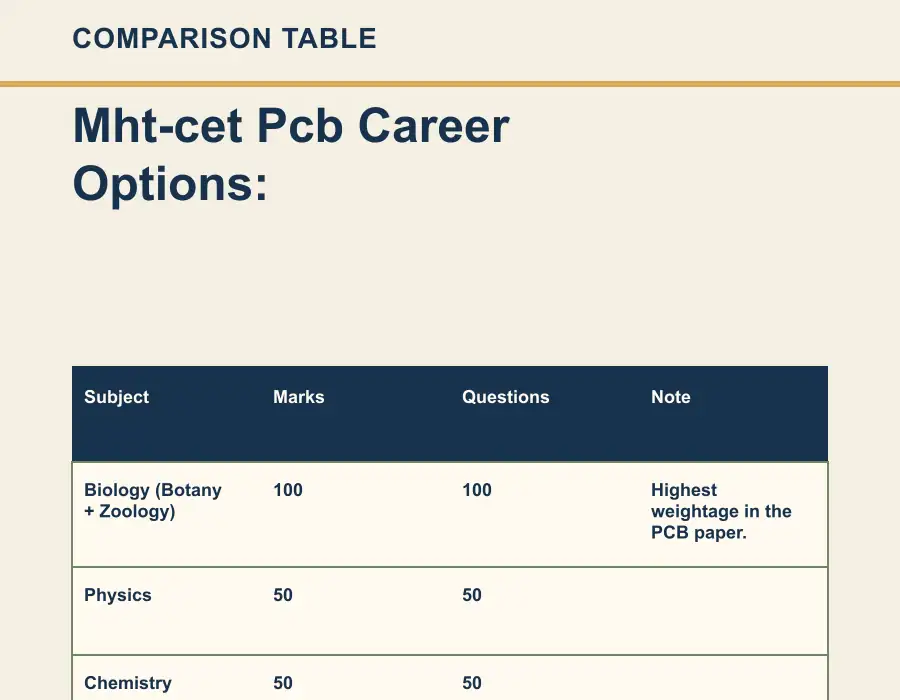 COMPARISON TABLE
Mht-cet Pcb Career
Options:
Subject Marks Questions Note
Biology (Botany 100 100 Highest
+ Zoology) weightage in the
PCB paper.
Physics 50 50
Chemistry 50 50